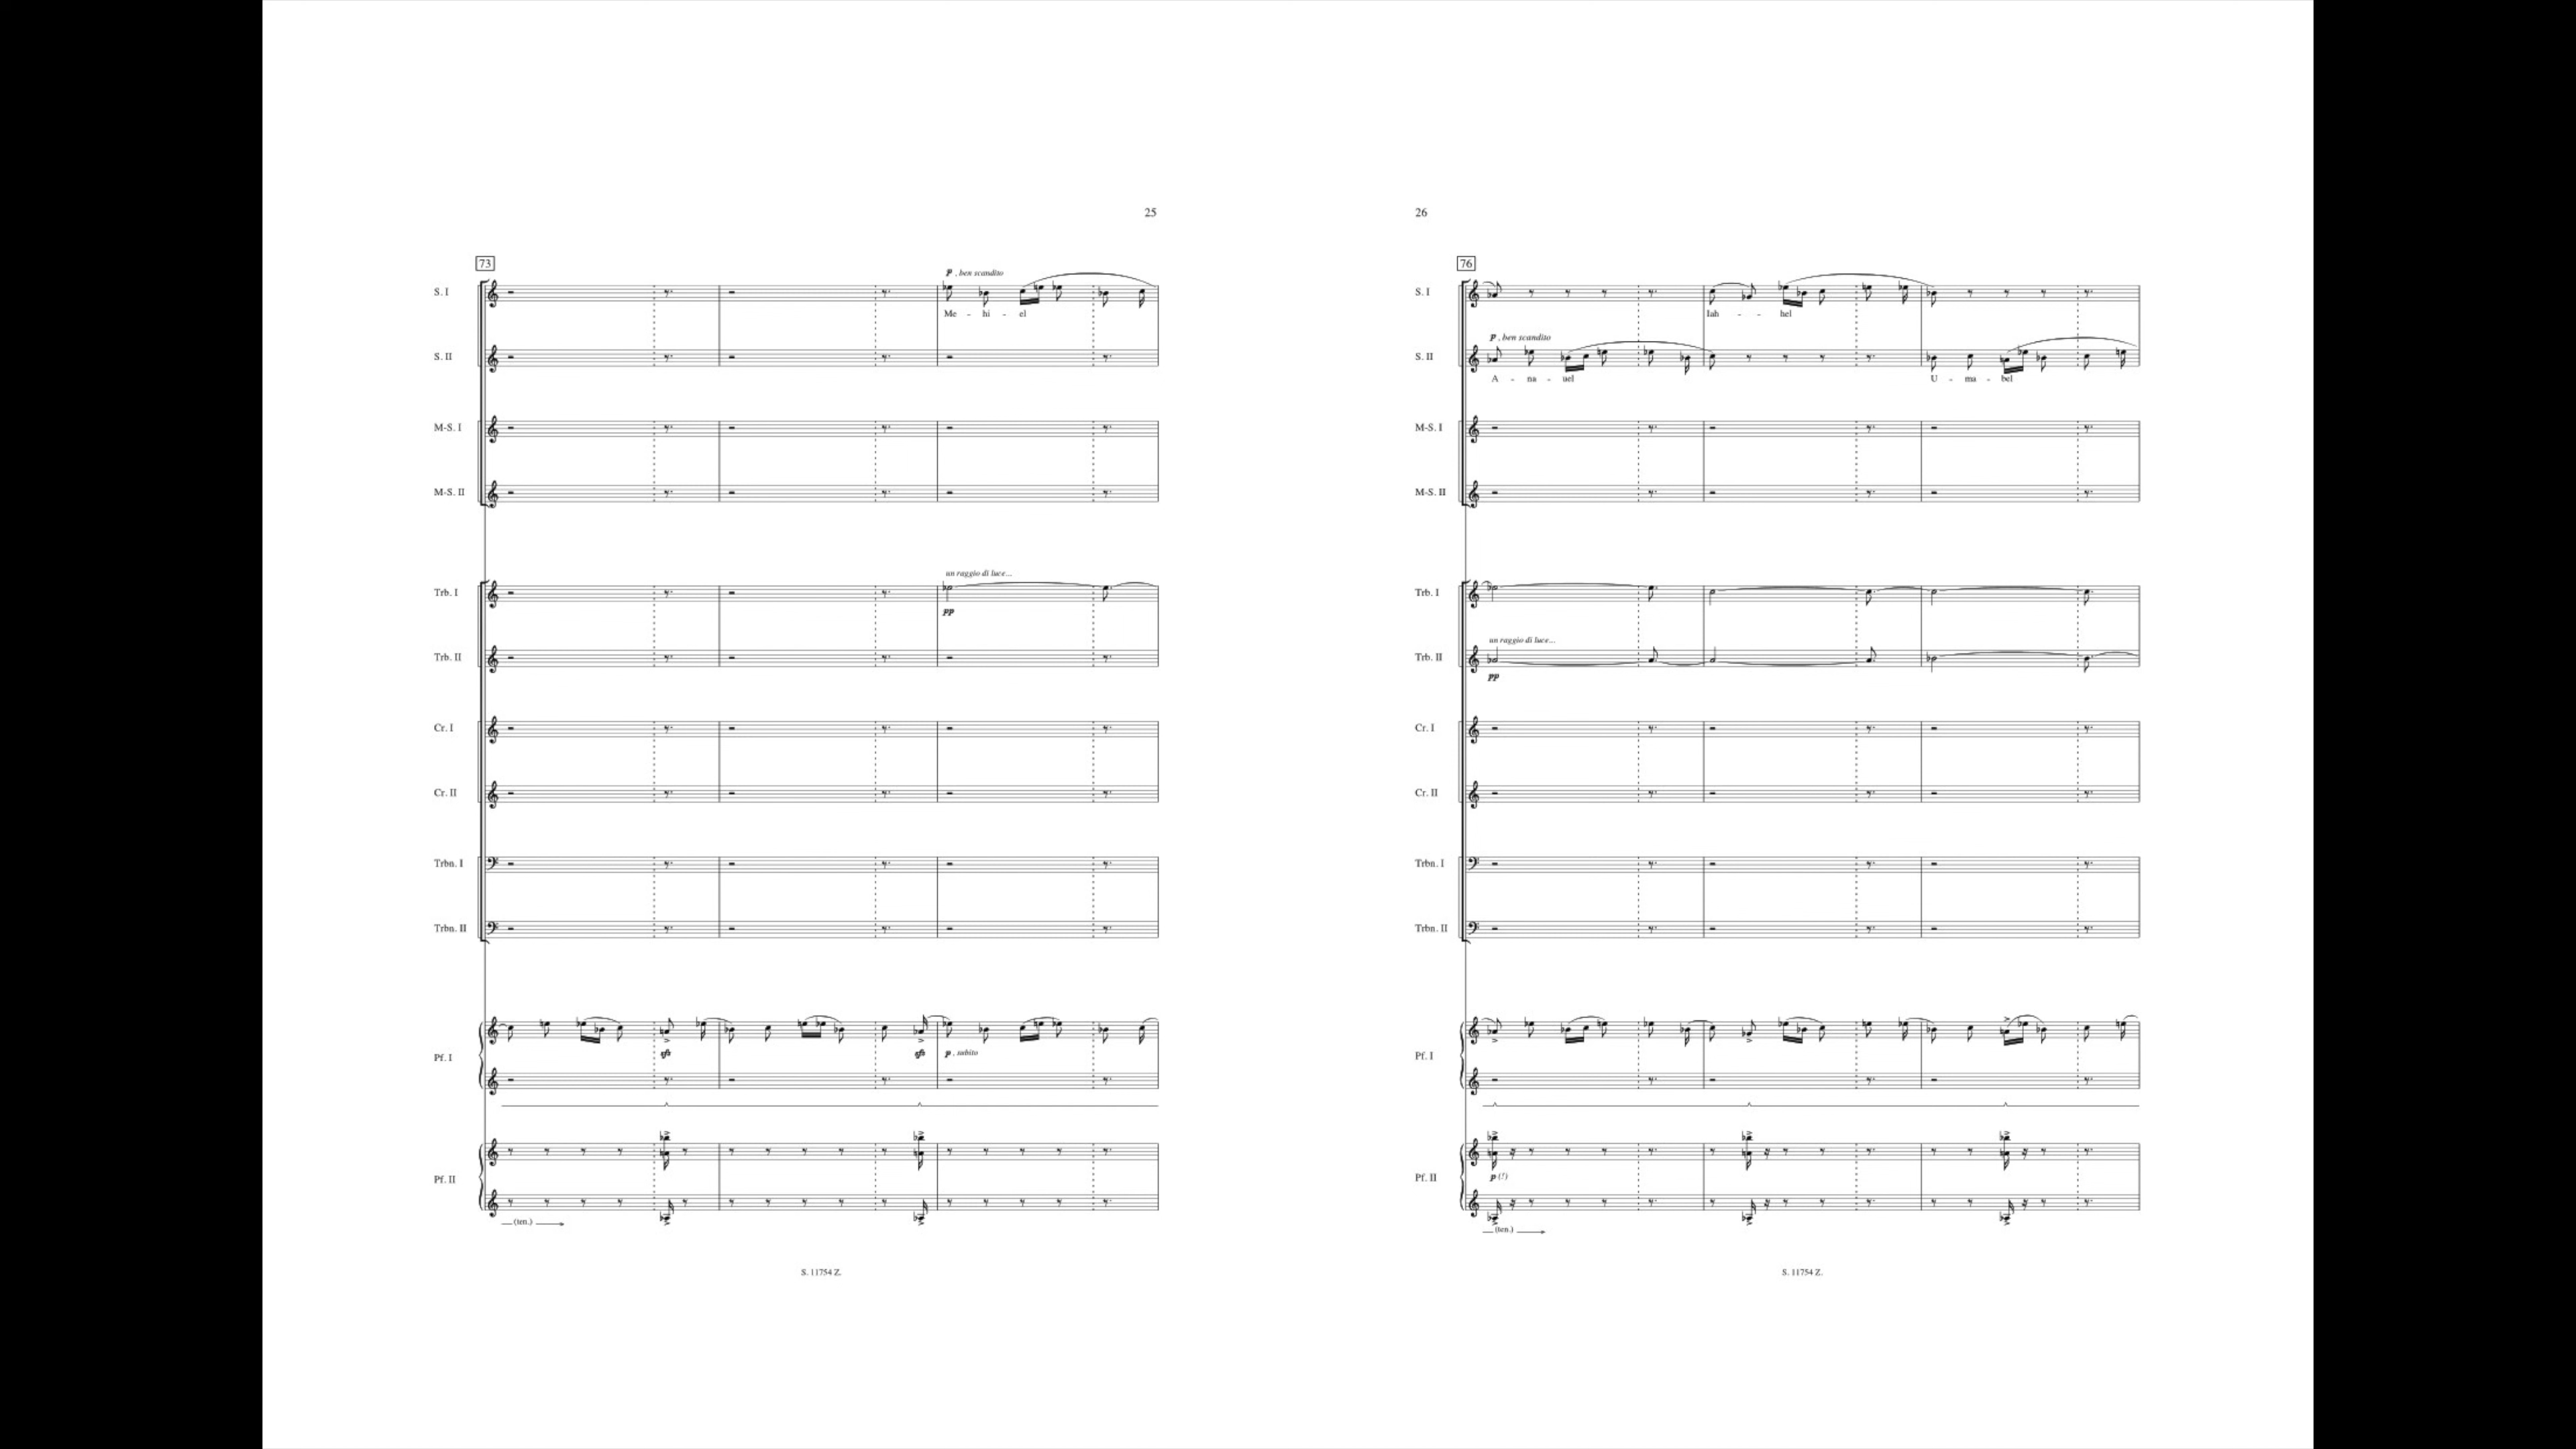 25
73
p , ben scandito
S. I
Me - hi - el
S. II
M-S. I
M-S. II
un raggio di luce...
Trb. I
pp
Trb. II
Cr. I
Cr. II
Trbn. I
Trbn. II
Pf. I
sfz sfz p , subito
Pf. II
(ten.)
S. 11754 Z.
26
76
S. I
Iah - - hel
p , ben scandito
S. II
A - na - uel U - ma - bel
M-S. I
M-S. II
Trb. I
un raggio di luce...
Trb. II
pp
Cr. I
Cr. II
Trbn. I
Trbn. II
Pf. I
Pf. II
p (!)
(ten.)
S. 11754 Z.